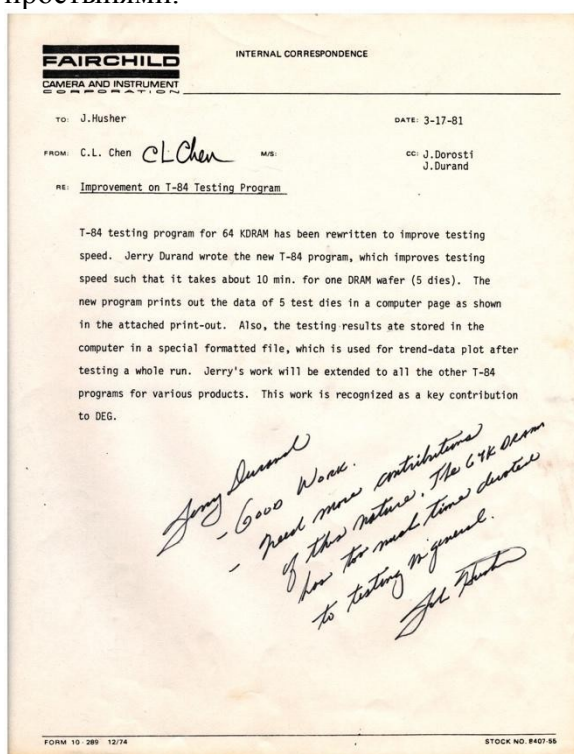 простынями.
FAIRCHILD
CAMERA AND INSTRUMENT
CORPORATION
INTERNAL CORRESPONDENCE
TO: J.Husher
DATE: 3-17-81
FROM: C.L. Chen CLChen M/S:
CC: J.Dorosti
J.Durand
RE: Improvement on T-84 Testing Program
T-84 testing program for 64 KDRAM has been rewritten to improve testing
speed. Jerry Durand wrote the new T-84 program, which improves testing
speed such that it takes about 10 min. for one DRAM wafer (5 dies). The
new program prints out the data of 5 test dies in a computer page as shown
in the attached print-out. Also, the testing results ate stored in the
computer in a special formatted file, which is used for trend-data plot after
testing a whole run. Jerry's work will be extended to all the other T-84
programs for various products. This work is recognized as a key contribution
to DEG.
Jerry Durand
- Good Work.
- Need more contributions
of this nature. The 64K DRAM
has too much time devoted
to testing in general.
John Husher
FORM 10-289 12/74
STOCK NO. 8407-55